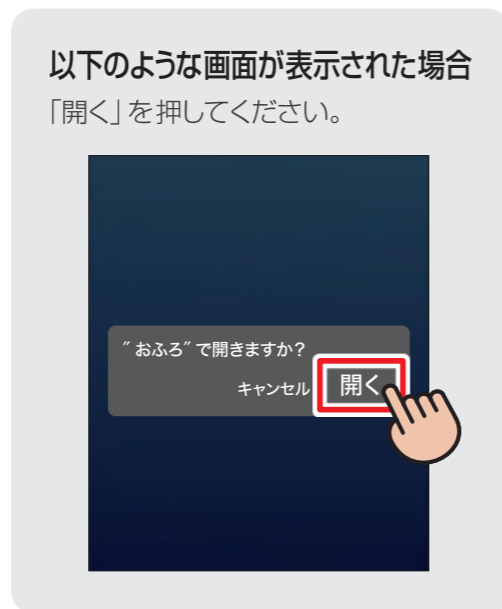 以下のような画面が表示された場合
「開く」を押してください。
〃おふろ〃で開きますか?
キャンセル 開く